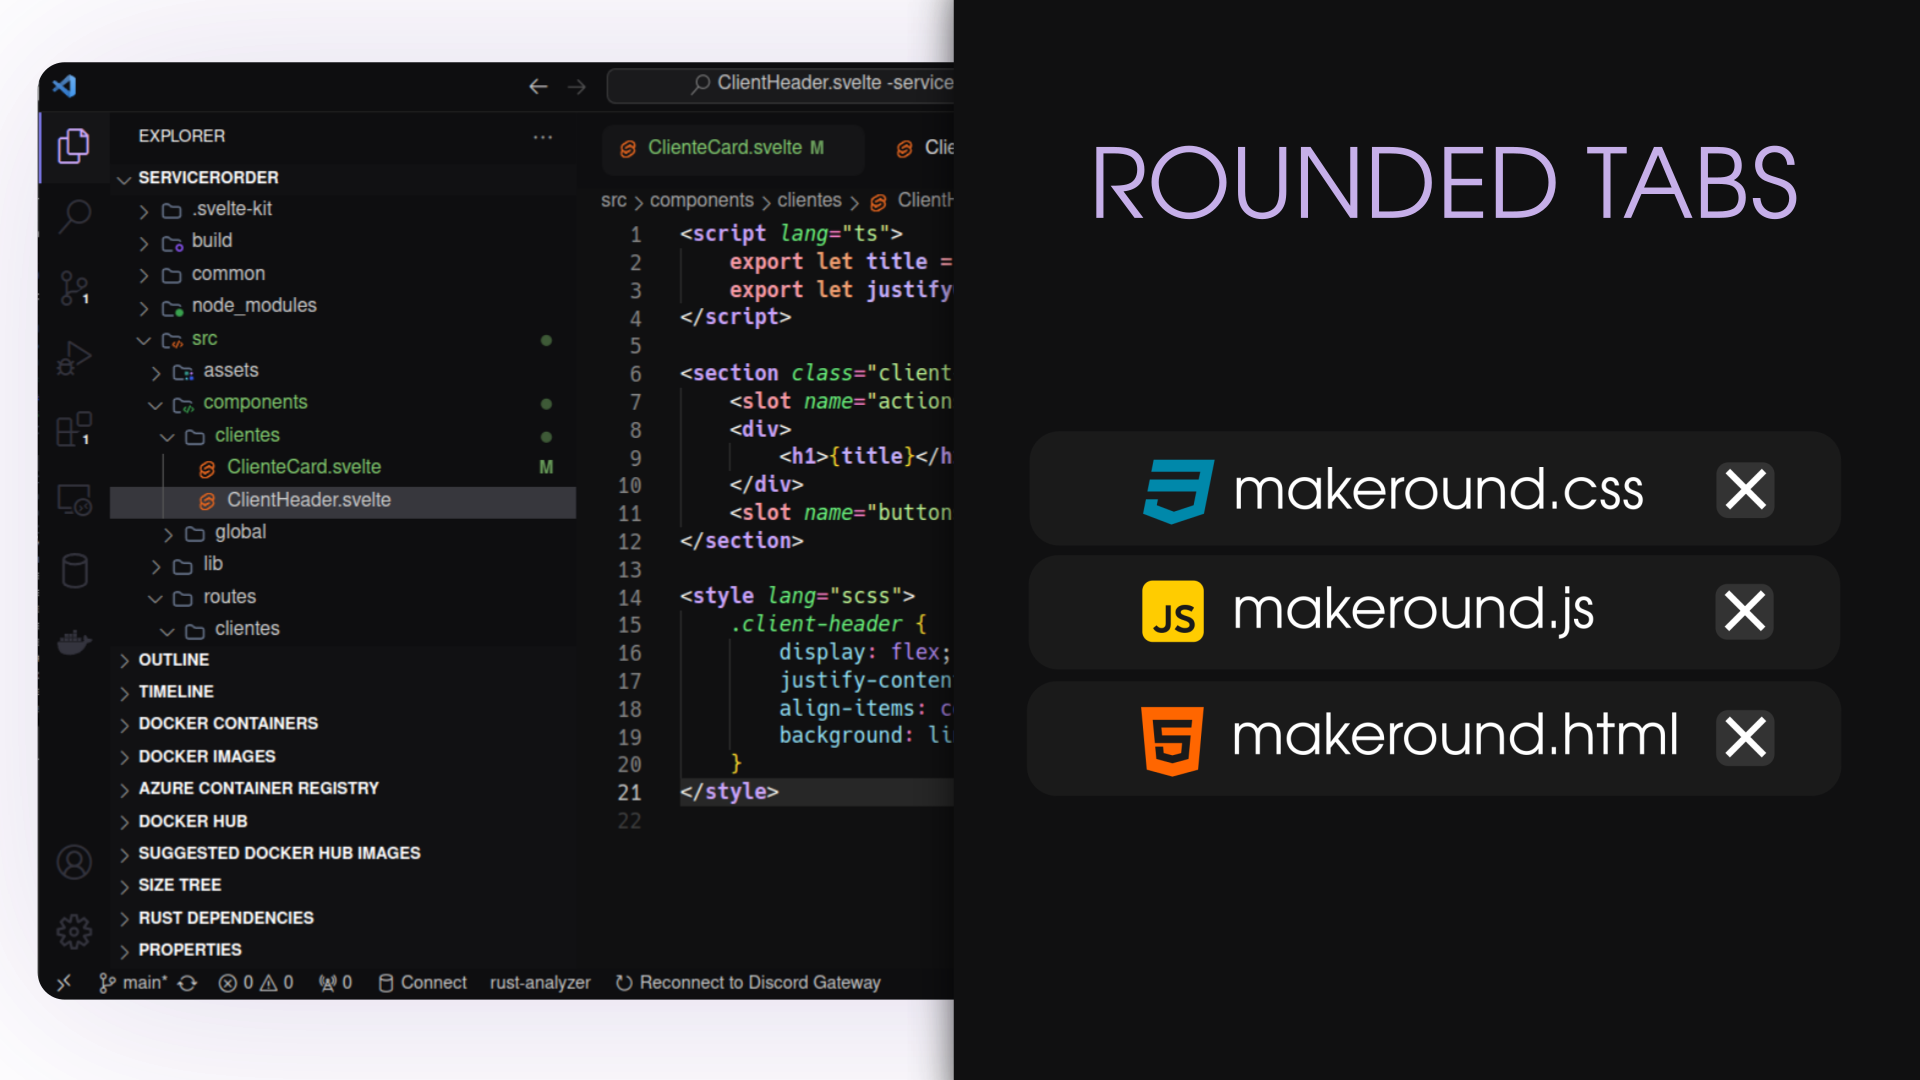 ClientHeader.svelte -service
EXPLORER
SERVICERORDER
.svelte-kit
build
common
node_modules
src
assets
components
clientes
ClienteCard.svelte M
ClientHeader.svelte
global
lib
routes
clientes
OUTLINE
TIMELINE
DOCKER CONTAINERS
DOCKER IMAGES
AZURE CONTAINER REGISTRY
DOCKER HUB
SUGGESTED DOCKER HUB IMAGES
SIZE TREE
RUST DEPENDENCIES
PROPERTIES
1
1
ClienteCard.svelte M Clie
src > components > clientes > ClientH
1 <script lang="ts">
2 export let title =
3 export let justify
4 </script>
5
6 <section class="client
7 <slot name="action
8 <div>
9 <h1>{title}</h
10 </div>
11 <slot name="button
12 </section>
13
14 <style lang="scss">
15 .client-header {
16 display: flex;
17 justify-conten
18 align-items: c
19 background: li
20 }
21 </style>
22
main* 0 0 0 Connect rust-analyzer Reconnect to Discord Gateway
ROUNDED TABS
makeround.css
JS makeround.js
5 makeround.html